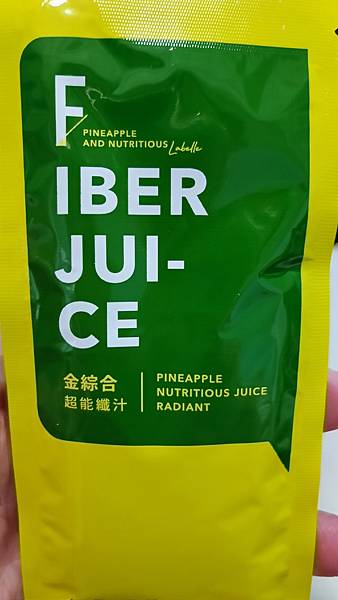 F
PINEAPPLE
AND NUTRITIOUS Labelle
IBER
JUI-
CE
金綜合
超能纖汁
PINEAPPLE
NUTRITIOUS JUICE
RADIANT